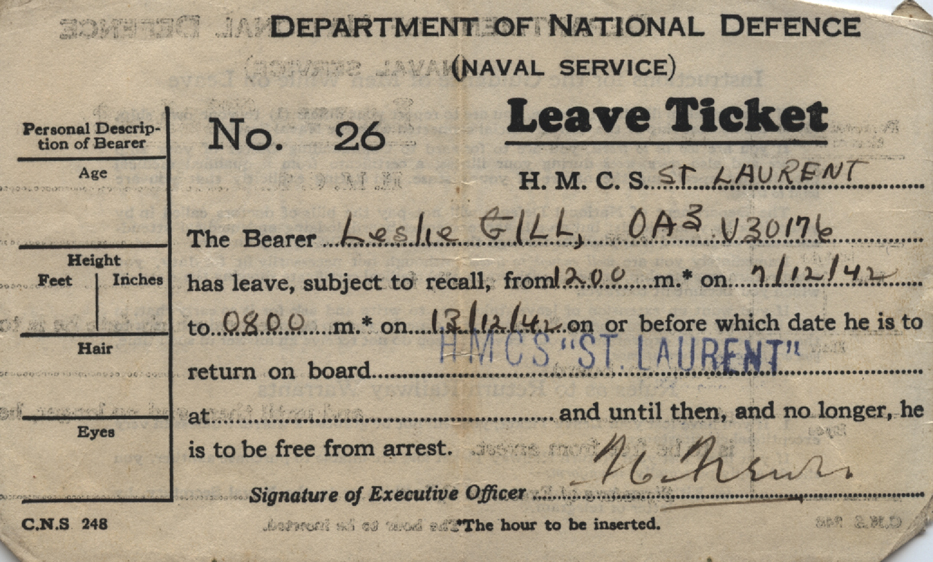 DEPARTMENT OF NATIONAL DEFENCE
(NAVAL SERVICE)
Leave Ticket
No. 26
H. M. C. S. ST LAURENT
Personal Descrip-
tion of Bearer
Age
Height
Feet Inches
Hair
Eyes
The Bearer Leslie GILL, OA3 V30176
has leave, subject to recall, from 1200 m.* on 7/12/42
to 0800 m.* on 13/12/42 on or before which date he is to
return on board H M C S "ST. LAURENT"
at and until then, and no longer, he
is to be free from arrest.
Signature of Executive Officer
C.N.S. 248
*The hour to be inserted.